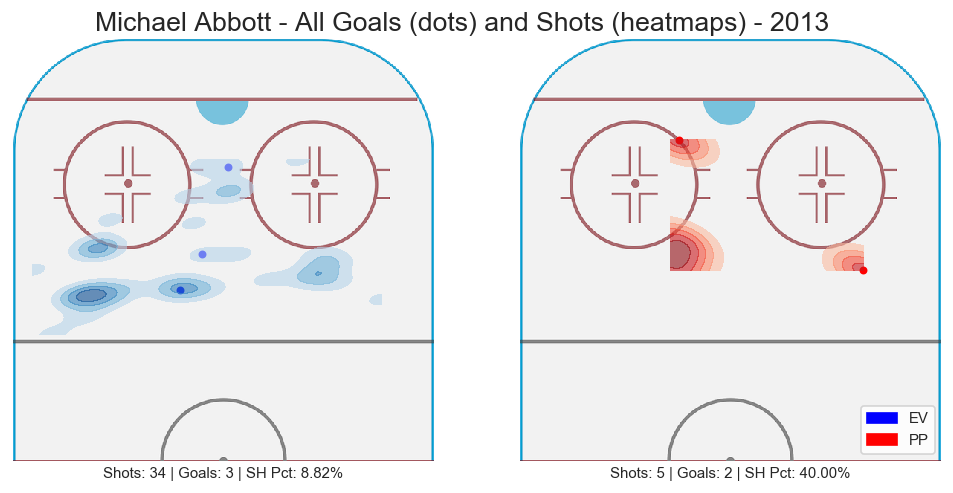 Michael Abbott - All Goals (dots) and Shots (heatmaps) - 2013
EV
PP
Shots: 34 | Goals: 3 | SH Pct: 8.82%
Shots: 5 | Goals: 2 | SH Pct: 40.00%